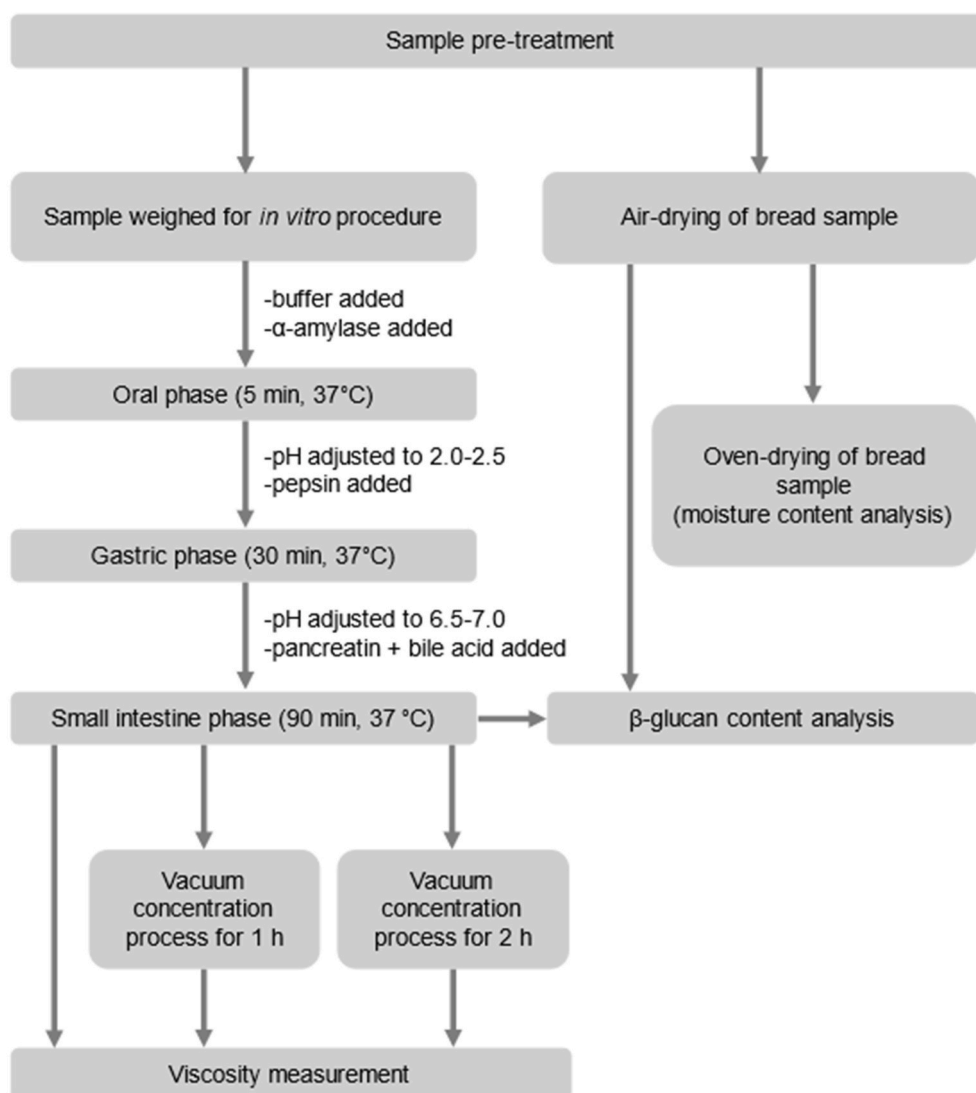 Sample pre-treatment
Sample weighed for in vitro procedure
Air-drying of bread sample
-buffer added
-α-amylase added
Oral phase (5 min, 37°C)
Oven-drying of bread
sample
(moisture content analysis)
-pH adjusted to 2.0-2.5
-pepsin added
Gastric phase (30 min, 37°C)
-pH adjusted to 6.5-7.0
-pancreatin + bile acid added
Small intestine phase (90 min, 37 °C)
β-glucan content analysis
Vacuum
concentration
process for 1 h
Vacuum
concentration
process for 2 h
Viscosity measurement